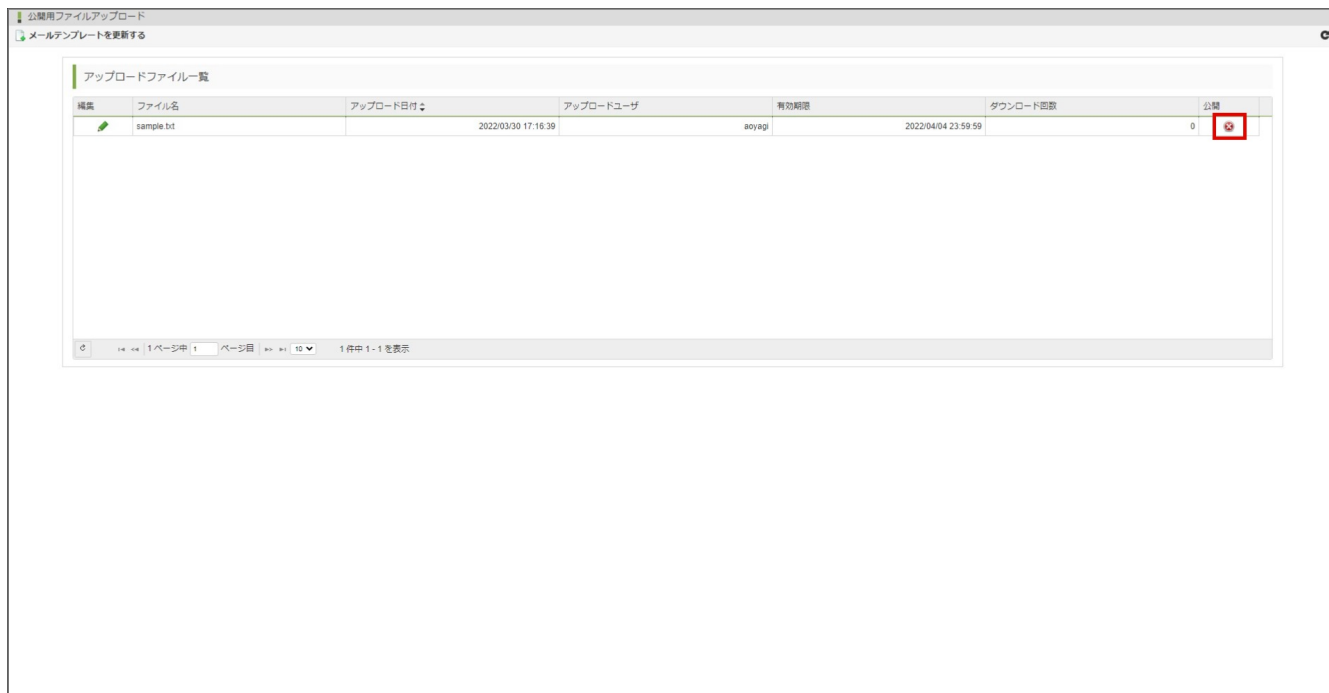 公開用ファイルアップロード
メールテンプレートを更新する
アップロードファイル一覧
編集 ファイル名 アップロード日付 アップロードユーザ 有効期限 ダウンロード回数 公開
sample.txt 2022/03/30 17:16:39 aoyagi 2022/04/04 23:59:59 0
1 ページ中 1 ページ目 10 1 件中 1 - 1 を表示